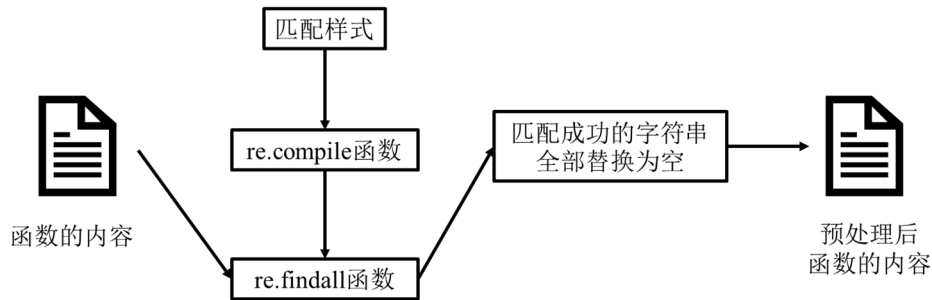 匹配样式
re.compile函数
匹配成功的字符串
全部替换为空
函数的内容
re.findall函数
预处理后
函数的内容